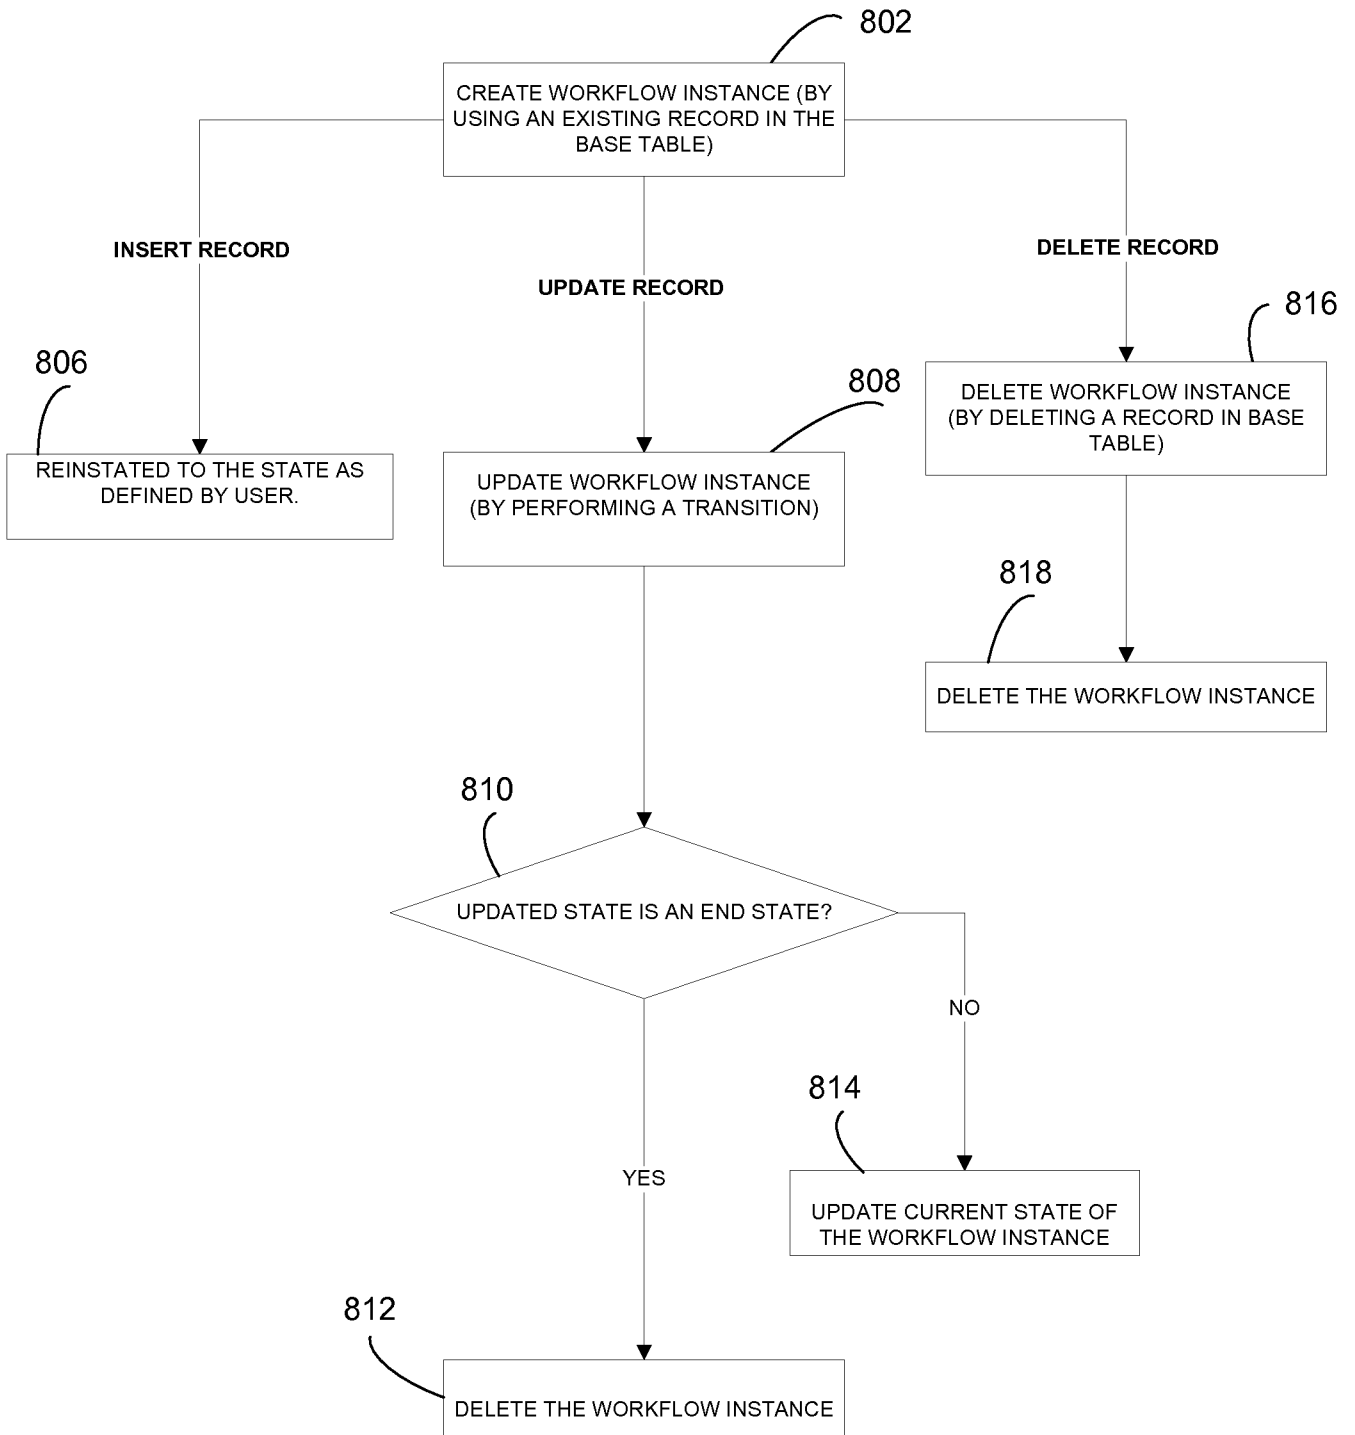 802
CREATE WORKFLOW INSTANCE (BY
USING AN EXISTING RECORD IN THE
BASE TABLE)
INSERT RECORD
UPDATE RECORD
DELETE RECORD
816
806
808
DELETE WORKFLOW INSTANCE
(BY DELETING A RECORD IN BASE
TABLE)
REINSTATED TO THE STATE AS
DEFINED BY USER.
UPDATE WORKFLOW INSTANCE
(BY PERFORMING A TRANSITION)
818
DELETE THE WORKFLOW INSTANCE
810
UPDATED STATE IS AN END STATE?
NO
814
YES
UPDATE CURRENT STATE OF
THE WORKFLOW INSTANCE
812
DELETE THE WORKFLOW INSTANCE